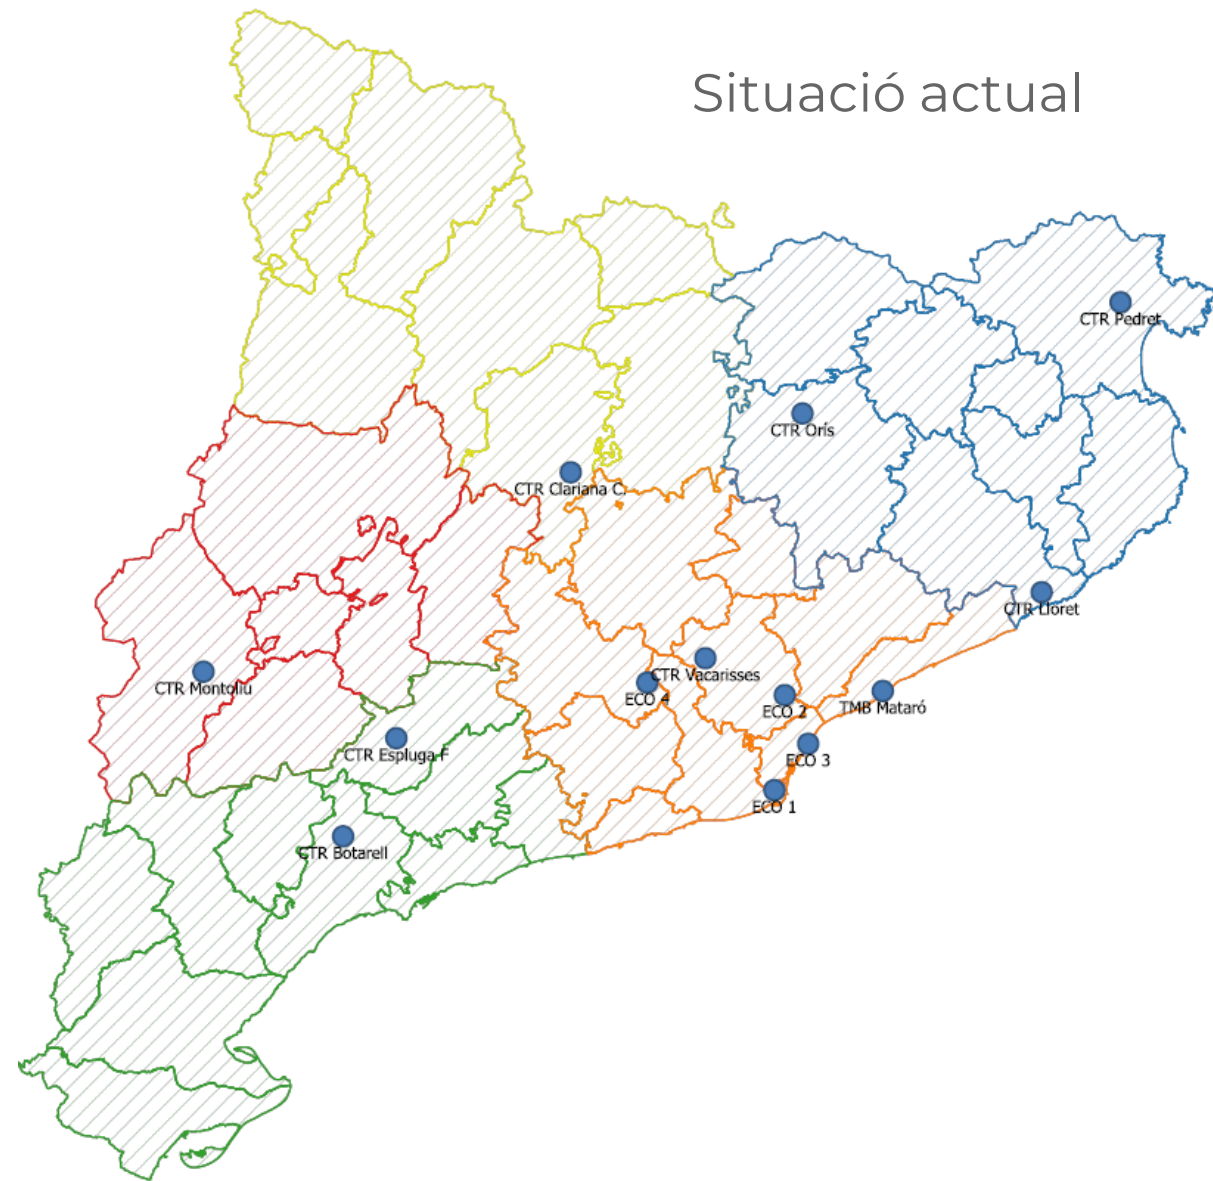 Situació actual
CTR Pedret
CTR Orís
CTR Clariana C.
CTR Lloret
CTR Vacarisses
CTR Montoliu
ECO 4
ECO 2
TMB Mataró
CTR Espluga F
ECO 3
ECO 1
CTR Botarell